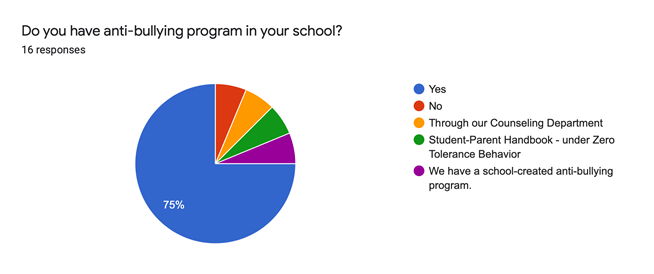 Do you have anti-bullying program in your school?
16 responses
Yes
No
Through our Counseling Department
Student-Parent Handbook - under Zero
Tolerance Behavior
We have a school-created anti-bullying
program.
75%